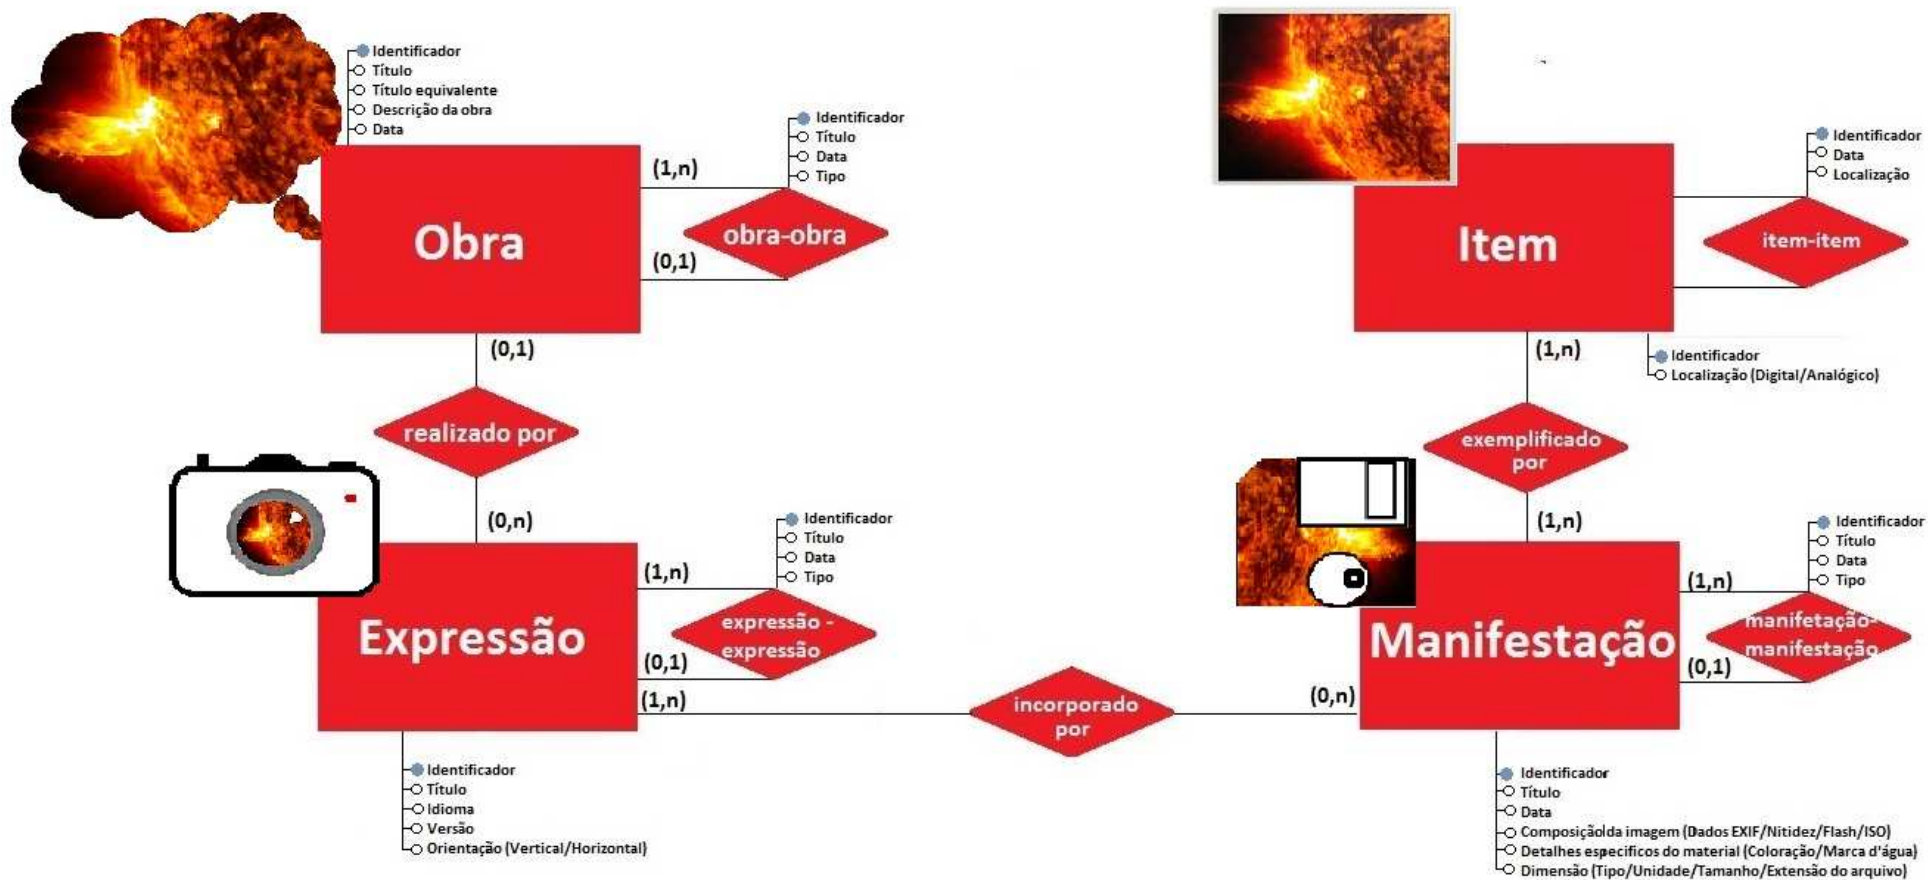 Identificador
Título
Título equivalente
Descrição da obra
Data
Obra
(1,n)
(0,1)
Identificador
Título
Data
Tipo
obra-obra
(0,1)
realizado por
(0,n)
Expressão
(1,n)
(0,1)
(1,n)
Identificador
Título
Data
Tipo
expressão -
expressão
Identificador
Título
Idioma
Versão
Orientação (Vertical/Horizontal)
incorporado
por
(0,n)
Item
Identificador
Data
Localização
item-item
Identificador
Localização (Digital/Analógico)
(1,n)
exemplificado
por
(1,n)
Manifestação
(1,n)
(0,1)
Identificador
Título
Data
Tipo
manifetação-
manifestação
Identificador
Título
Data
Composição da imagem (Dados EXIF/Nitidez/Flash/ISO)
Detalhes especificos do material (Coloração/Marca d'água)
Dimensão (Tipo/Unidade/Tamanho/Extensão do arquivo)